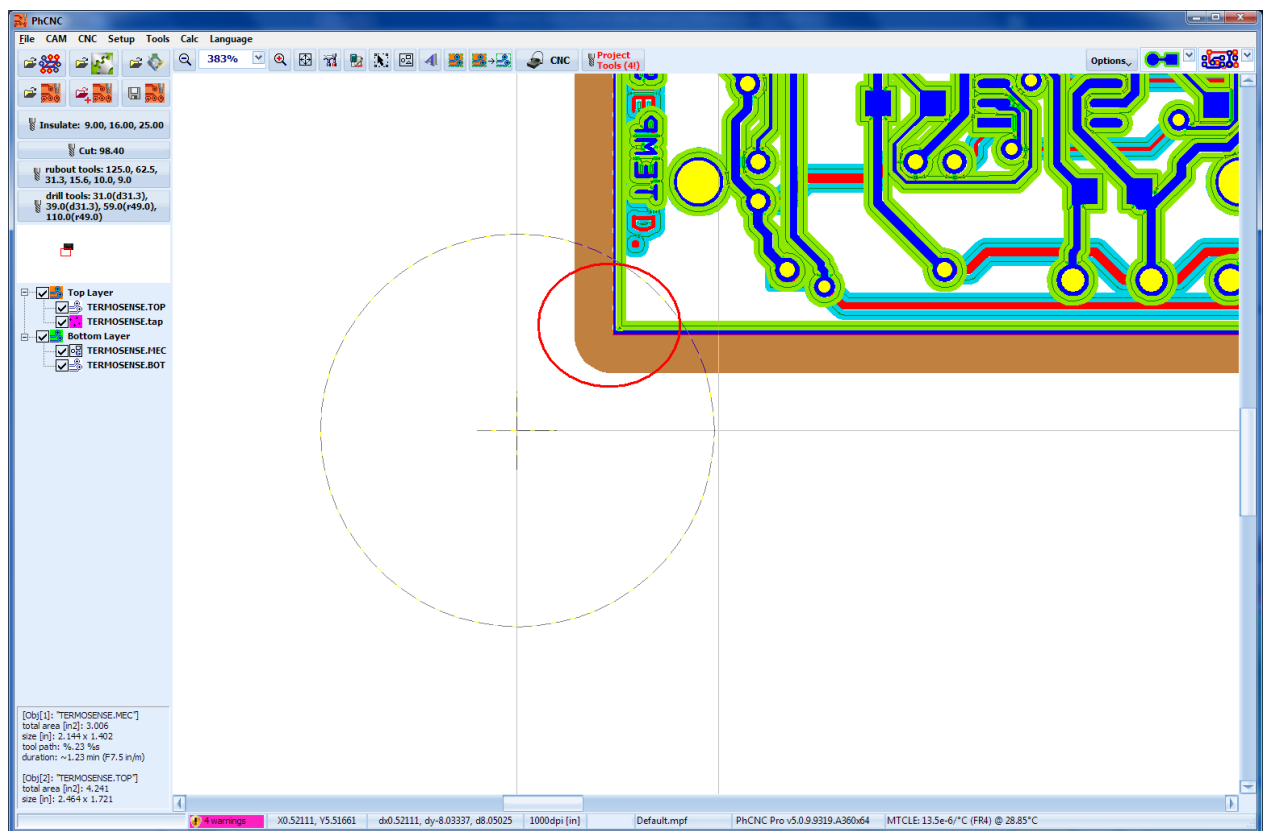 PhCNC
File CAM CNC Setup Tools Calc Language
383%
CNC
Project
Tools (4!)
Options
Insulate: 9.00, 16.00, 25.00
Cut: 98.40
rubout tools: 125.0, 62.5,
31.3, 15.6, 10.0, 9.0
drill tools: 31.0(d31.3),
39.0(d31.3), 59.0(r49.0),
110.0(r49.0)
Top Layer
TERMOSENSE.TOP
TERMOSENSE.tap
Bottom Layer
TERMOSENSE.MEC
TERMOSENSE.BOT
[Obj[1]: "TERMOSENSE.MEC"]
total area [in2]: 3.006
size [in]: 2.144 x 1.402
tool path: %.23 %s
duration: ~1.23 min (F7.5 in/m)
[Obj[2]: "TERMOSENSE.TOP"]
total area [in2]: 4.241
size [in]: 2.464 x 1.721
4 warnings
X0.52111, Y5.51661
dx0.52111, dy-8.03337, d8.05025
1000dpi [in]
Default.mpf
PhCNC Pro v5.0.9.9319.A360x64
MTCLE: 13.5e-6/°C (FR4) @ 28.85°C